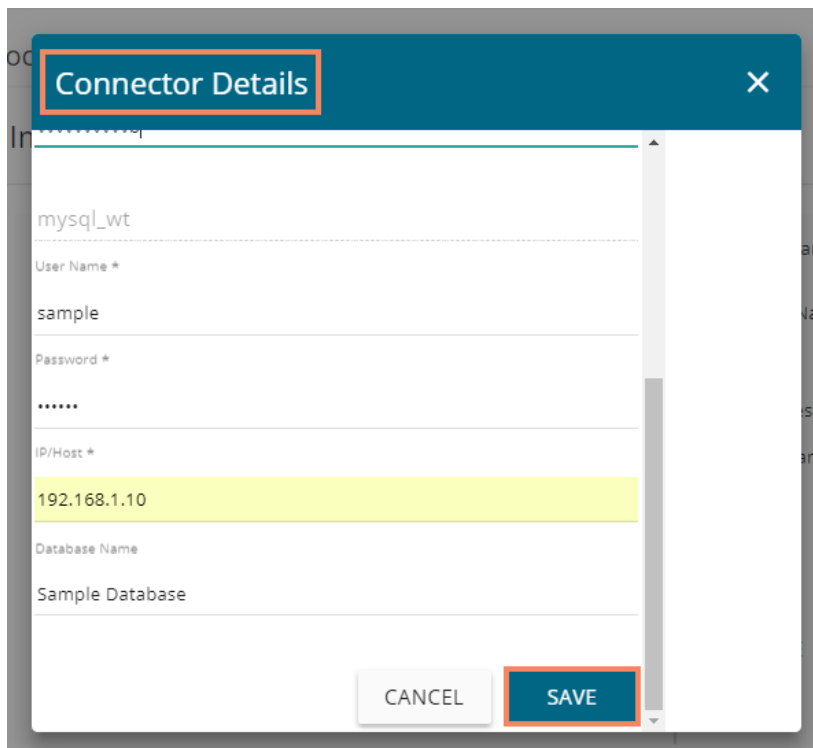 Connector Details
In
mysql_wt
User Name *
sample
Password *
••••••
IP/Host *
192.168.1.10
Database Name
Sample Database
CANCEL
SAVE